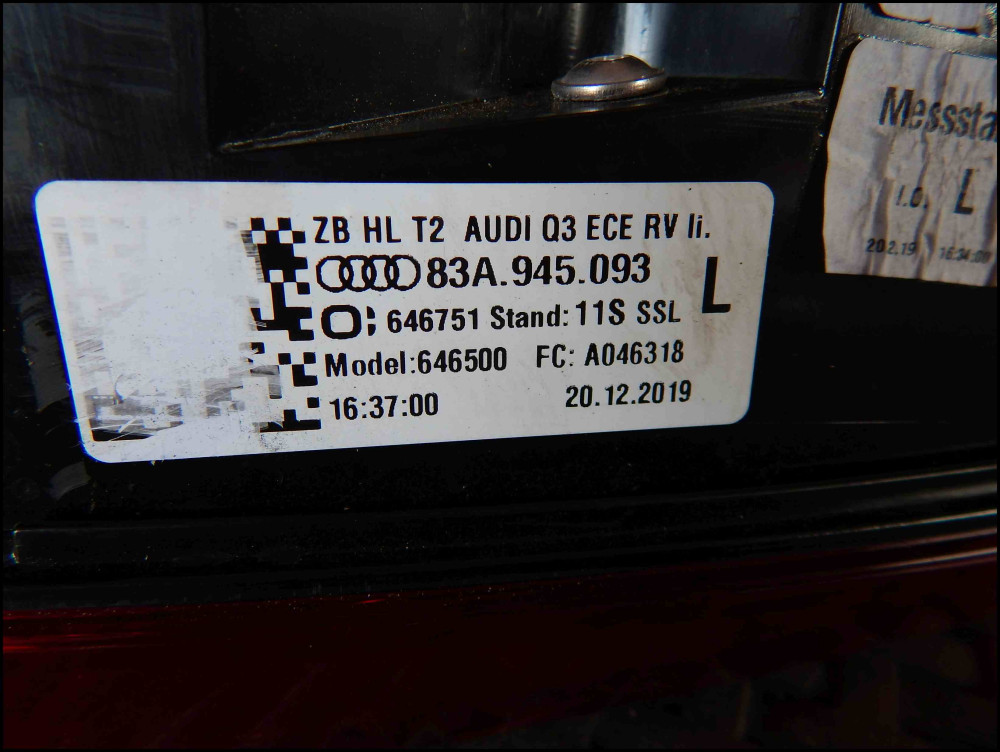 ZB HL T2 AUDI Q3 ECE RV li.
83A.945.093
L
O: 646751 Stand: 11S SSL
Model:646500 FC: A046318
16:37:00 20.12.2019
Messsta
i.O. L